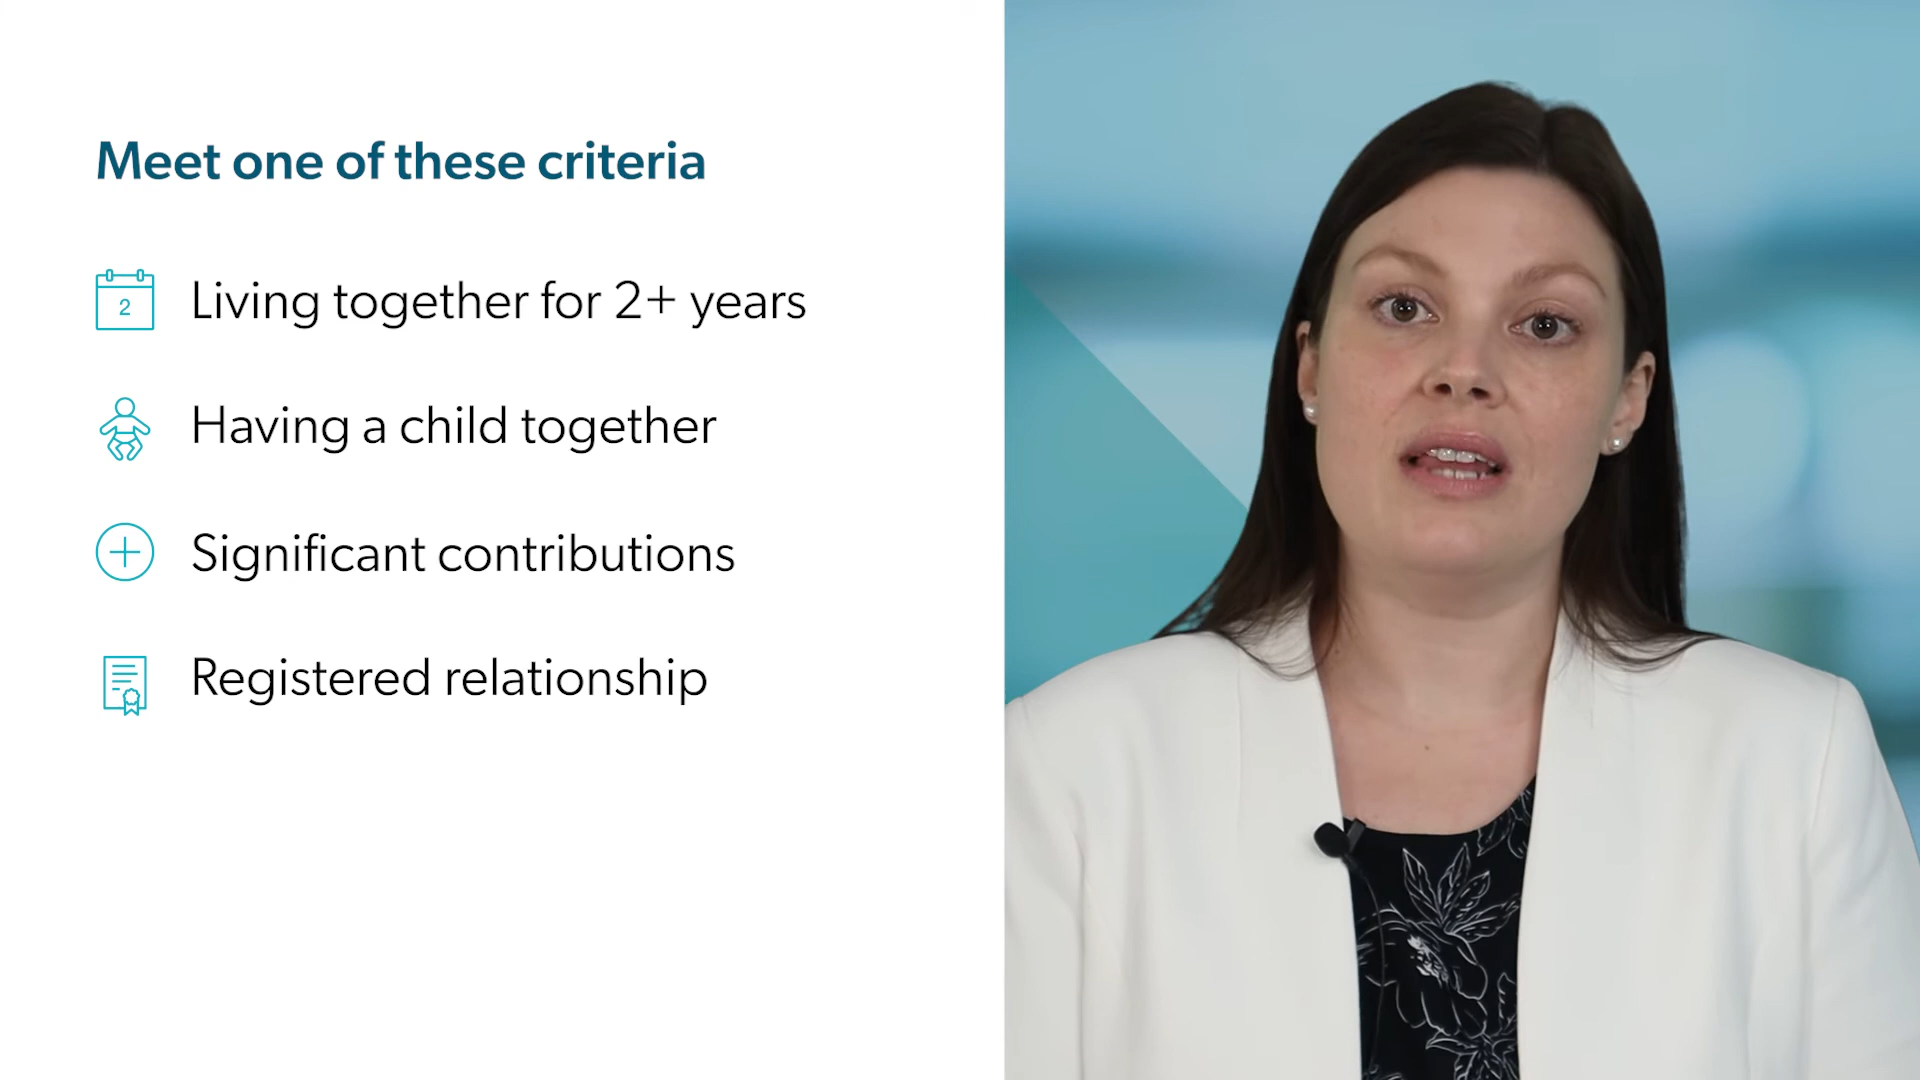 Meet one of these criteria
2
Living together for 2+ years
Having a child together
Significant contributions
Registered relationship